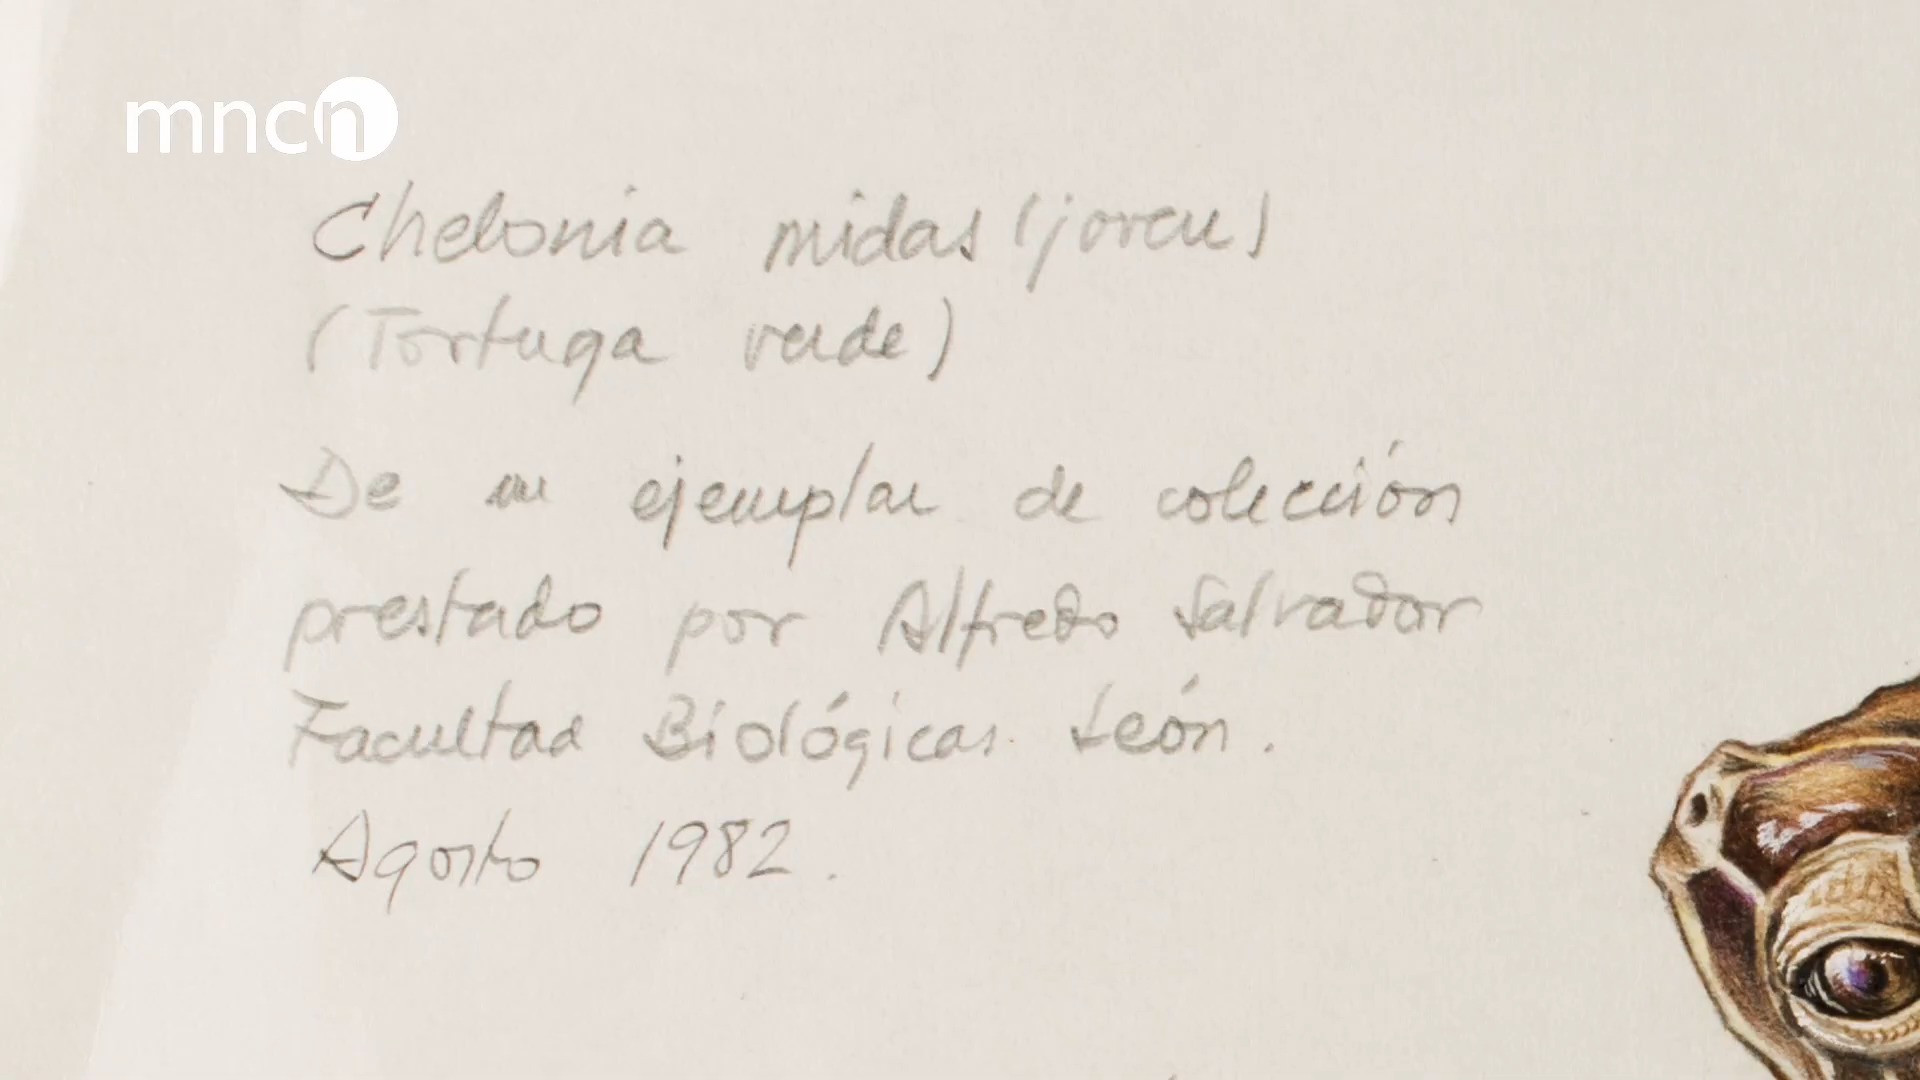 mncn
Chelonia midas (joven)
(Tortuga verde)
De un ejemplar de colección
prestado por Alfredo Salvador
Facultad Biológicas León.
Agosto 1982.